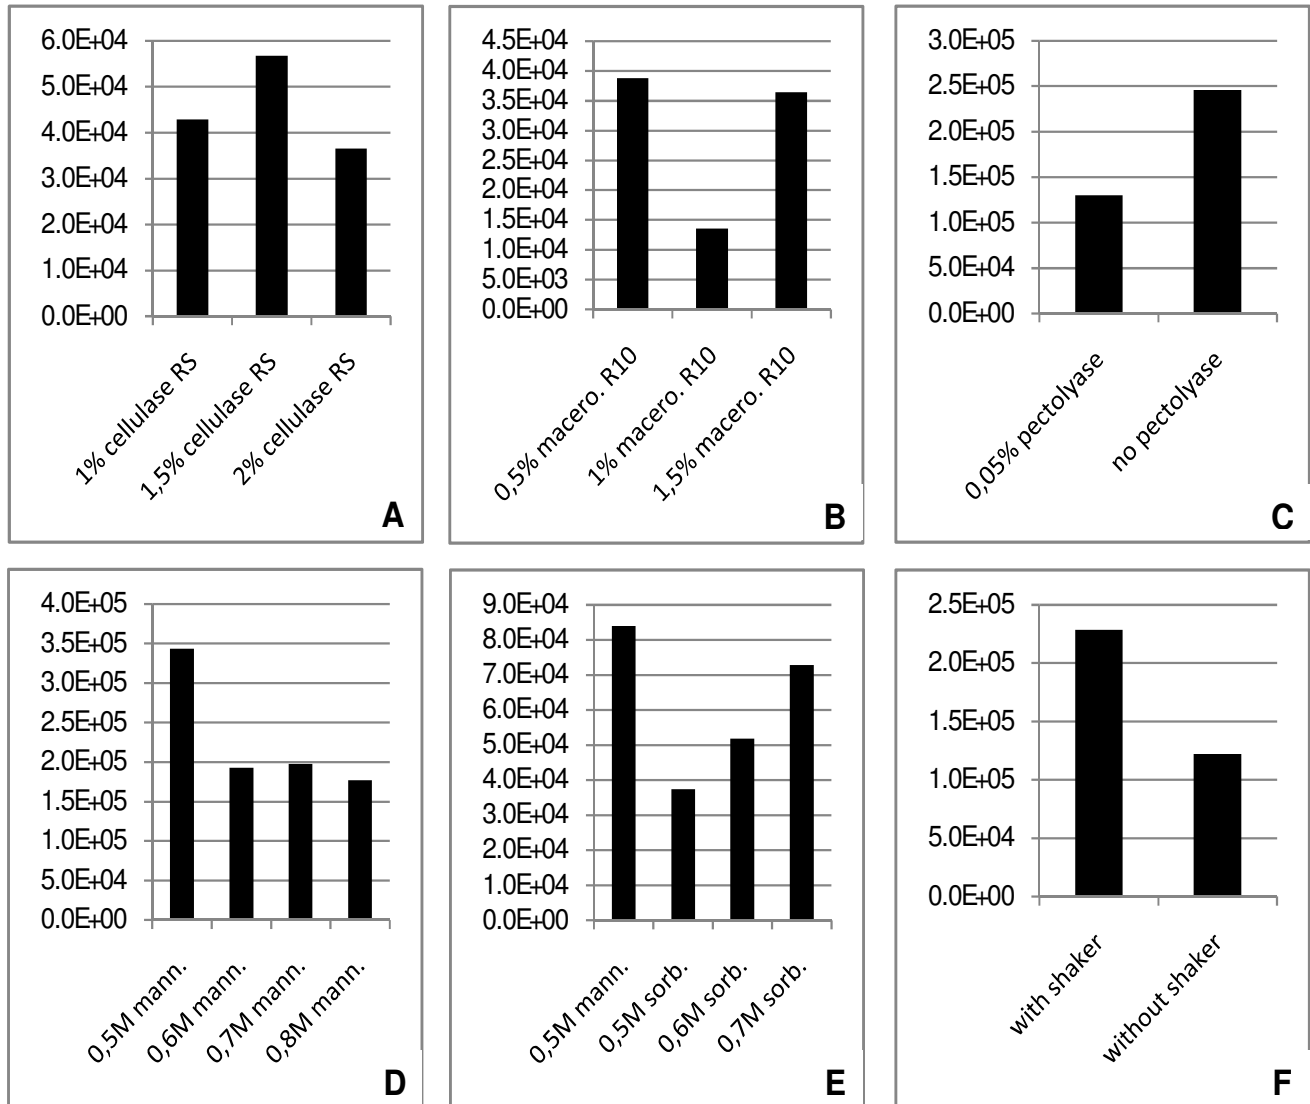 6.0E+04
5.0E+04
4.0E+04
3.0E+04
2.0E+04
1.0E+04
0.0E+00
1% cellulase RS
1,5% cellulase RS
2% cellulase RS
A
4.5E+04
4.0E+04
3.5E+04
3.0E+04
2.5E+04
2.0E+04
1.5E+04
1.0E+04
5.0E+03
0.0E+00
0,5% macero. R10
1% macero. R10
1,5% macero. R10
B
3.0E+05
2.5E+05
2.0E+05
1.5E+05
1.0E+05
5.0E+04
0.0E+00
0,05% pectolyase
no pectolyase
C
4.0E+05
3.5E+05
3.0E+05
2.5E+05
2.0E+05
1.5E+05
1.0E+05
5.0E+04
0.0E+00
0,5M mann.
0,6M mann.
0,7M mann.
0,8M mann.
D
9.0E+04
8.0E+04
7.0E+04
6.0E+04
5.0E+04
4.0E+04
3.0E+04
2.0E+04
1.0E+04
0.0E+00
0,5M mann.
0,5M sorb.
0,6M sorb.
0,7M sorb.
E
2.5E+05
2.0E+05
1.5E+05
1.0E+05
5.0E+04
0.0E+00
with shaker
without shaker
F